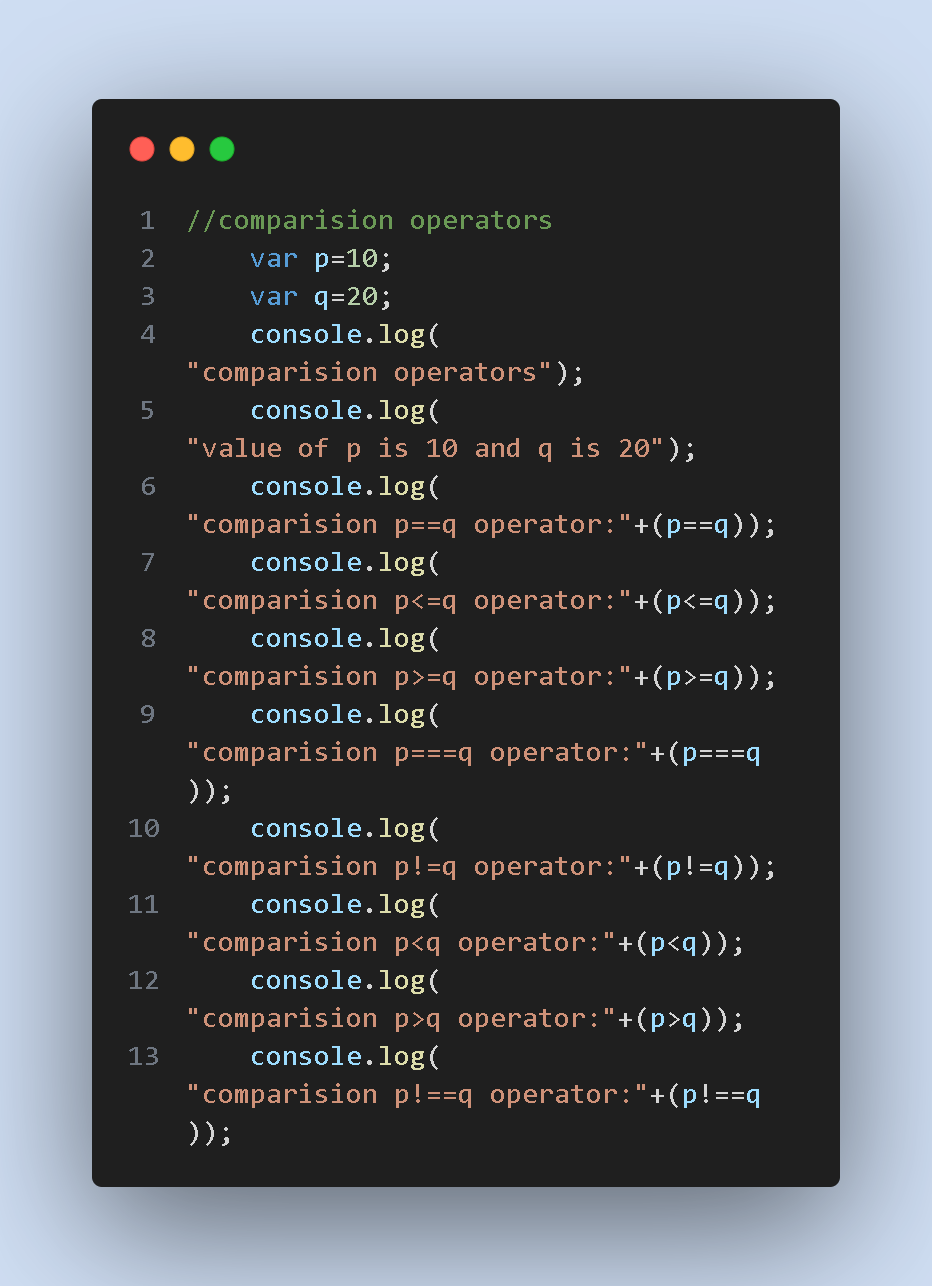 1 //comparision operators
2     var p=10;
3     var q=20;
4     console.log(
"comparision operators");
5     console.log(
"value of p is 10 and q is 20");
6     console.log(
"comparision p==q operator:"+(p==q));
7     console.log(
"comparision p<=q operator:"+(p<=q));
8     console.log(
"comparision p>=q operator:"+(p>=q));
9     console.log(
"comparision p===q operator:"+(p===q
));
10     console.log(
"comparision p!=q operator:"+(p!=q));
11     console.log(
"comparision p<q operator:"+(p<q));
12     console.log(
"comparision p>q operator:"+(p>q));
13     console.log(
"comparision p!==q operator:"+(p!==q
));